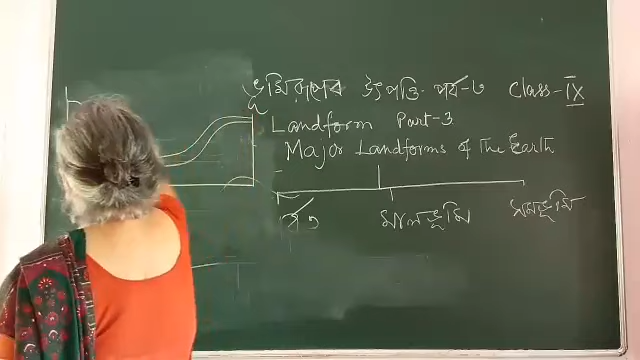 ভূমিরূপের উৎপত্তি- পর্ব-৩ Class-IX
Landform Part-3
Major Landforms of The Earth
পর্বত মালভূমি সমভূমি